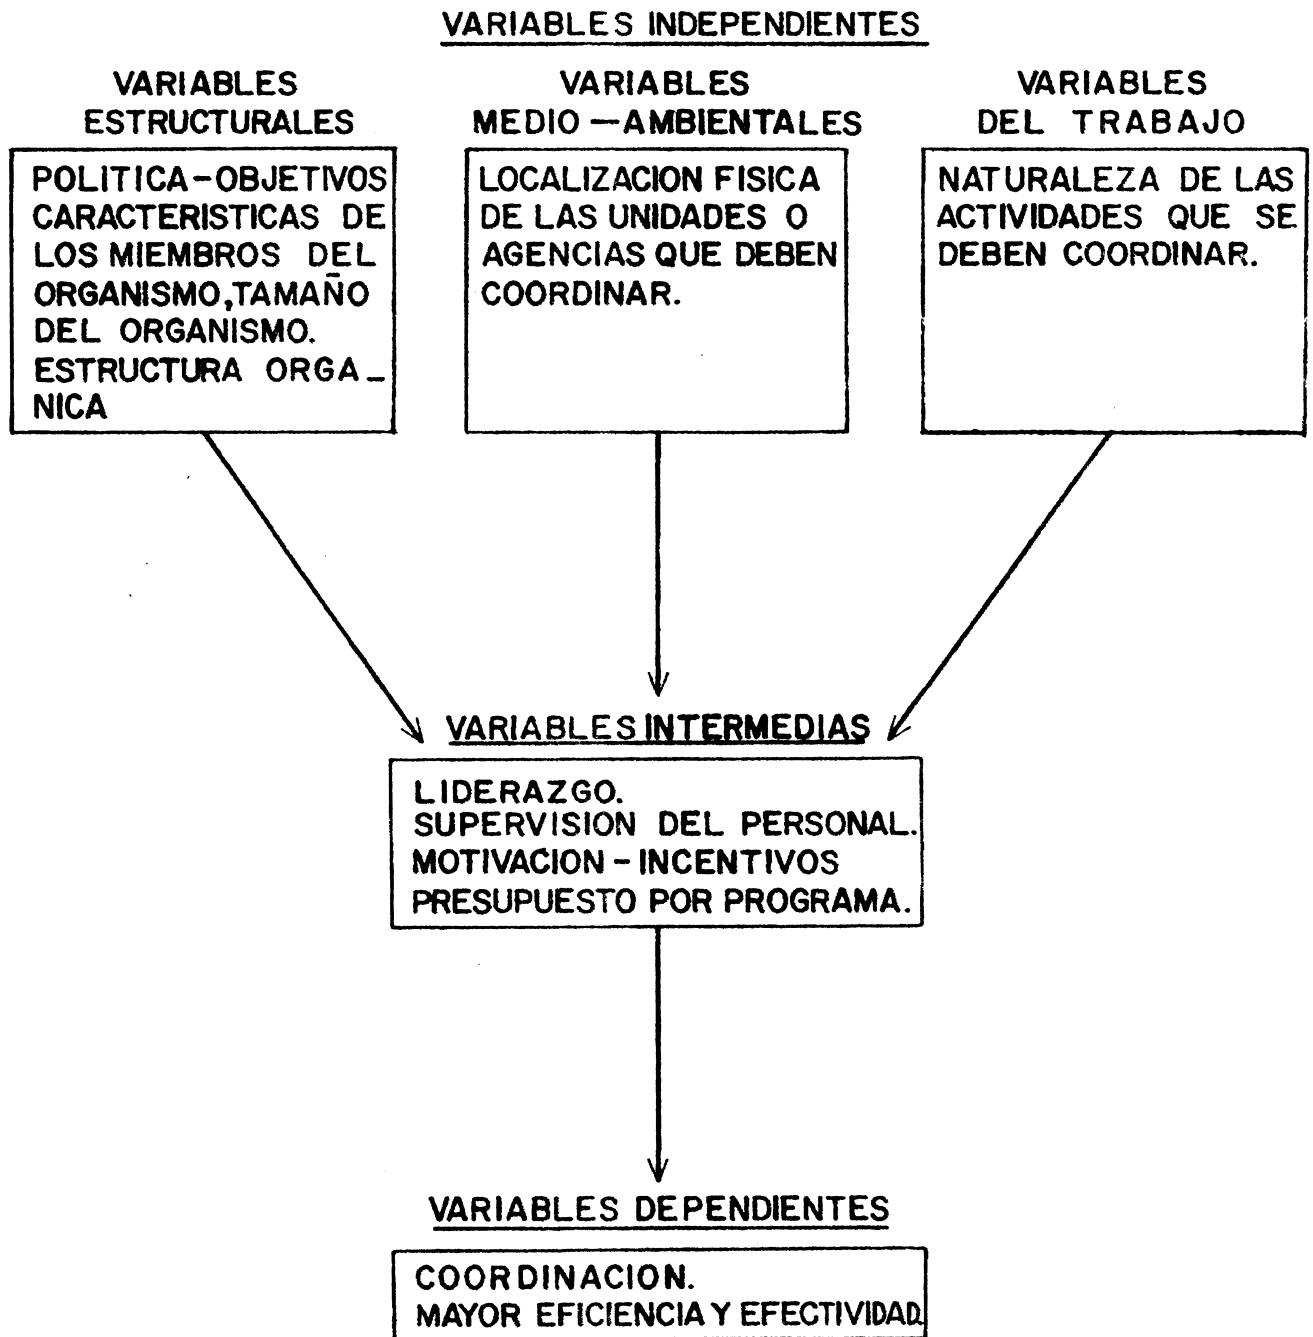 VARIABLES INDEPENDIENTES
VARIABLES
ESTRUCTURALES
POLITICA-OBJETIVOS
CARACTERISTICAS DE
LOS MIEMBROS DEL
ORGANISMO, TAMAÑO
DEL ORGANISMO.
ESTRUCTURA ORGA_
NICA
VARIABLES
MEDIO-AMBIENTALES
LOCALIZACION FISICA
DE LAS UNIDADES O
AGENCIAS QUE DEBEN
COORDINAR.
VARIABLES
DEL TRABAJO
NATURALEZA DE LAS
ACTIVIDADES QUE SE
DEBEN COORDINAR.
VARIABLES INTERMEDIAS
LIDERAZGO.
SUPERVISION DEL PERSONAL.
MOTIVACION - INCENTIVOS
PRESUPUESTO POR PROGRAMA.
VARIABLES DEPENDIENTES
COORDINACION.
MAYOR EFICIENCIA Y EFECTIVIDAD.